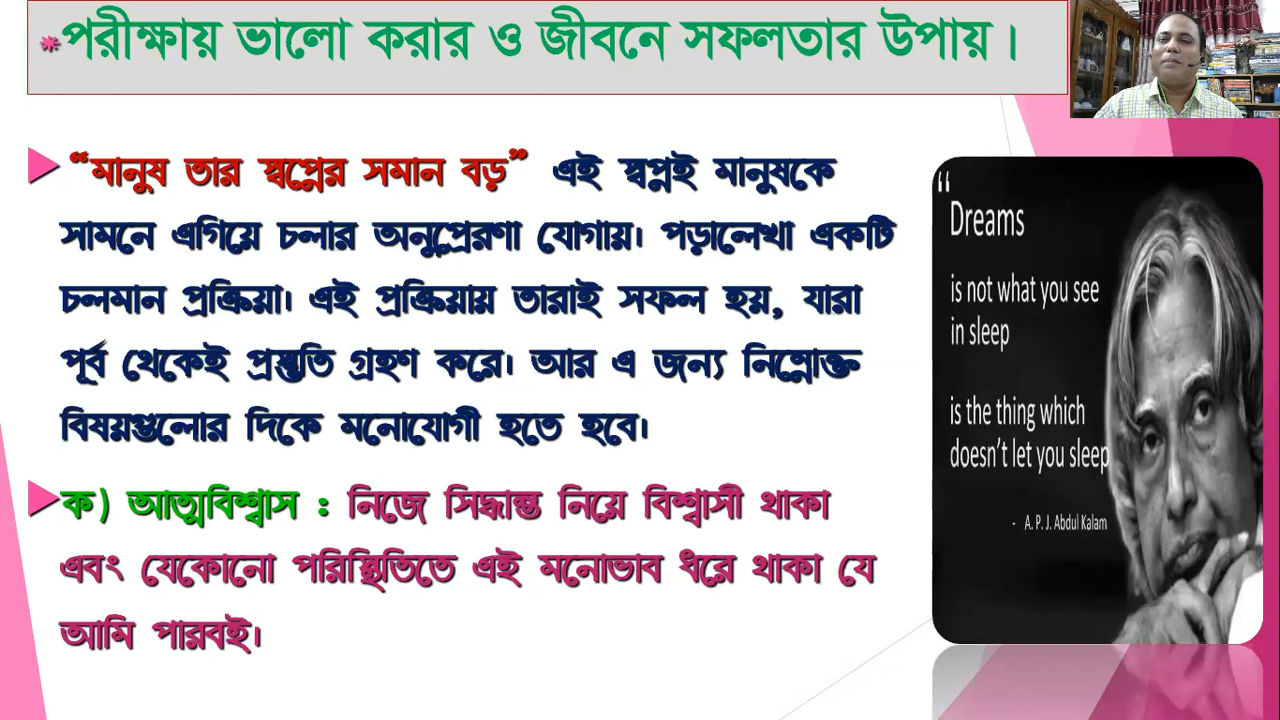 *পরীক্ষায় ভালো করার ও জীবনে সফলতার উপায়।
“মানুষ তার স্বপ্নের সমান বড়” এই স্বপ্নই মানুষকে
সামনে এগিয়ে চলার অনুপ্রেরণা যোগায়। পড়ালেখা একটি
চলমান প্রক্রিয়া। এই প্রক্রিয়ায় তারাই সফল হয়, যারা
পূর্ব থেকেই প্রস্তুতি গ্রহণ করে। আর এ জন্য নিম্নোক্ত
বিষয়গুলোর দিকে মনোযোগী হতে হবে।
ক) আত্মবিশ্বাস : নিজে সিদ্ধান্ত নিয়ে বিশ্বাসী থাকা
এবং যেকোনো পরিস্থিতিতে এই মনোভাব ধরে থাকা যে
আমি পারবই।
“
Dreams
is not what you see
in sleep
is the thing which
doesn’t let you sleep
- A. P. J. Abdul Kalam